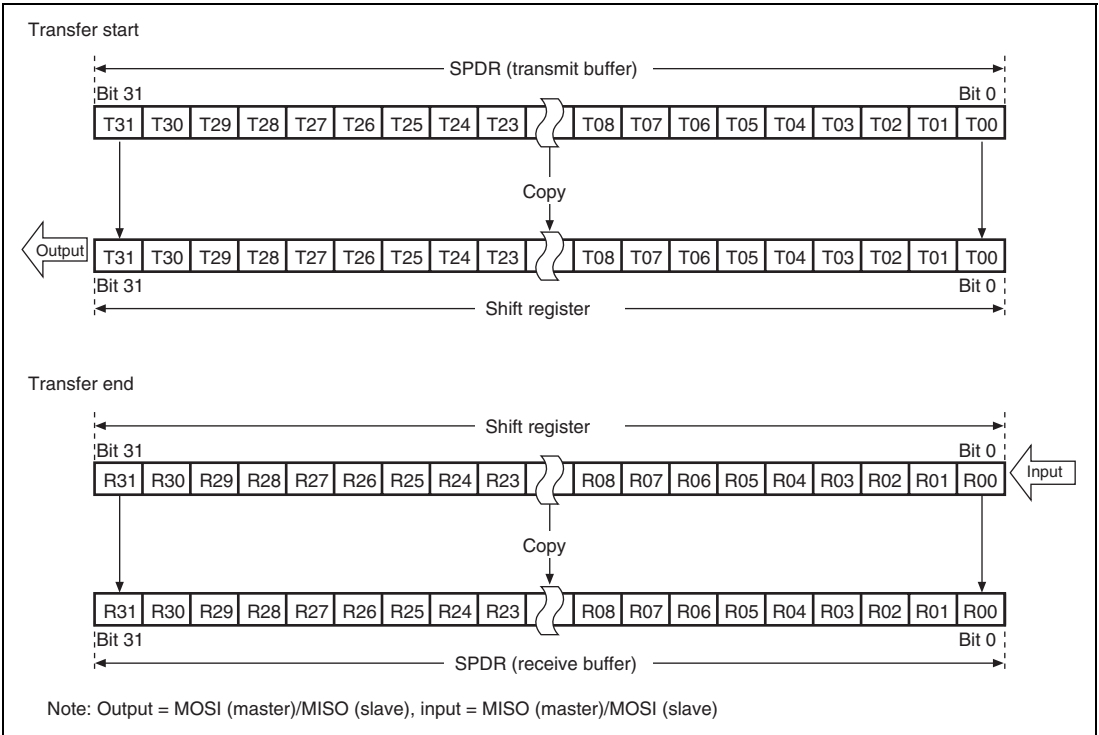 Transfer start
SPDR (transmit buffer)
Bit 31 Bit 0
T31 T30 T29 T28 T27 T26 T25 T24 T23 T08 T07 T06 T05 T04 T03 T02 T01 T00
Copy
Output T31 T30 T29 T28 T27 T26 T25 T24 T23 T08 T07 T06 T05 T04 T03 T02 T01 T00
Bit 31 Bit 0
Shift register
Transfer end
Shift register
Bit 31 Bit 0
R31 R30 R29 R28 R27 R26 R25 R24 R23 R08 R07 R06 R05 R04 R03 R02 R01 R00 Input
Copy
R31 R30 R29 R28 R27 R26 R25 R24 R23 R08 R07 R06 R05 R04 R03 R02 R01 R00
Bit 31 Bit 0
SPDR (receive buffer)
Note: Output = MOSI (master)/MISO (slave), input = MISO (master)/MOSI (slave)